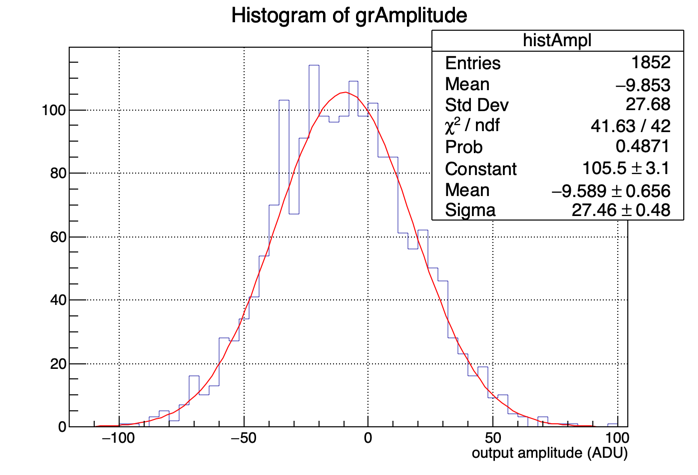 Histogram of grAmplitude
histAmpl
Entries 1852
Mean −9.853
Std Dev 27.68
χ² / ndf 41.63 / 42
Prob 0.4871
Constant 105.5 ± 3.1
Mean −9.589 ± 0.656
Sigma 27.46 ± 0.48
100
80
60
40
20
0
−100 −50 0 50 100
output amplitude (ADU)